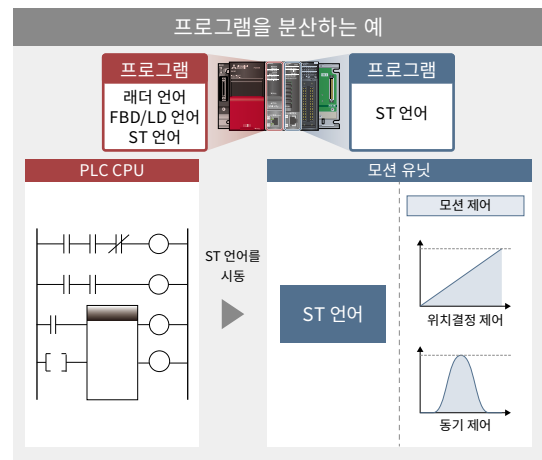 프로그램을 분산하는 예
프로그램
래더 언어
FBD/LD 언어
ST 언어
프로그램
ST 언어
PLC CPU
모션 유닛
ST 언어를
시동
ST 언어
모션 제어
위치결정 제어
동기 제어